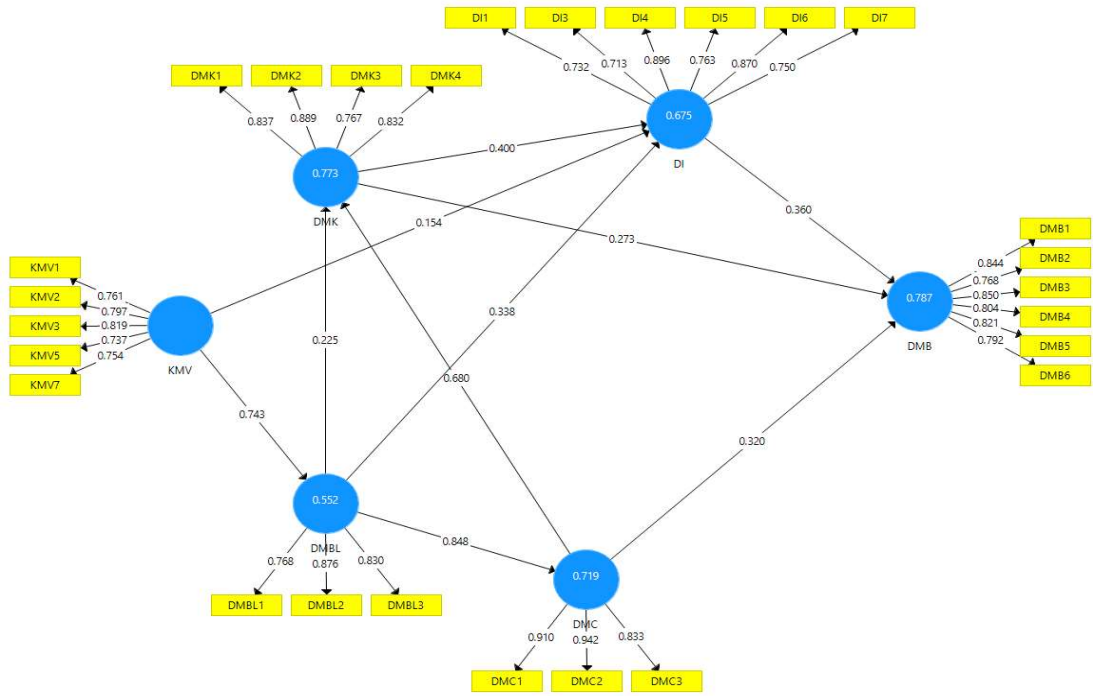 DI1 DI3 DI4 DI5 DI6 DI7
0.732 0.713 0.896 0.763 0.870 0.750
DMK1 DMK2 DMK3 DMK4
0.837 0.889 0.767 0.832
0.675
DI
0.400
0.773
DMK
0.154
0.360
0.273
DMB1
DMB2
DMB3
DMB4
DMB5
DMB6
0.844
0.768
0.850
0.804
0.821
0.792
0.787
DMB
KMV1
KMV2
KMV3
KMV5
KMV7
0.761
0.797
0.819
0.737
0.754
KMV
0.338
0.225
0.680
0.743
0.320
0.552
DMBL
0.848
0.768 0.876 0.830
DMBL1 DMBL2 DMBL3
0.719
DMC
0.910 0.942 0.833
DMC1 DMC2 DMC3